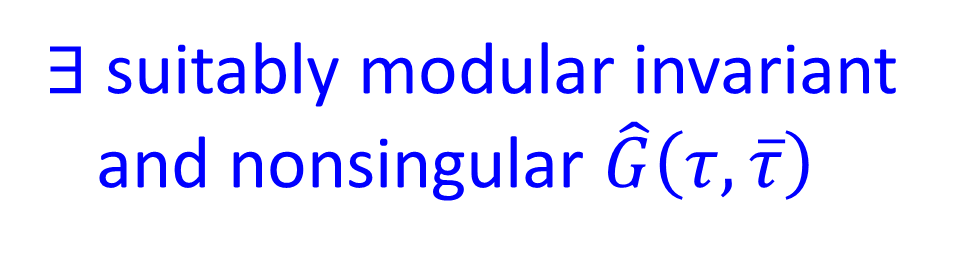 ∃ suitably modular invariant
and nonsingular Ĝ(τ, τ̄)